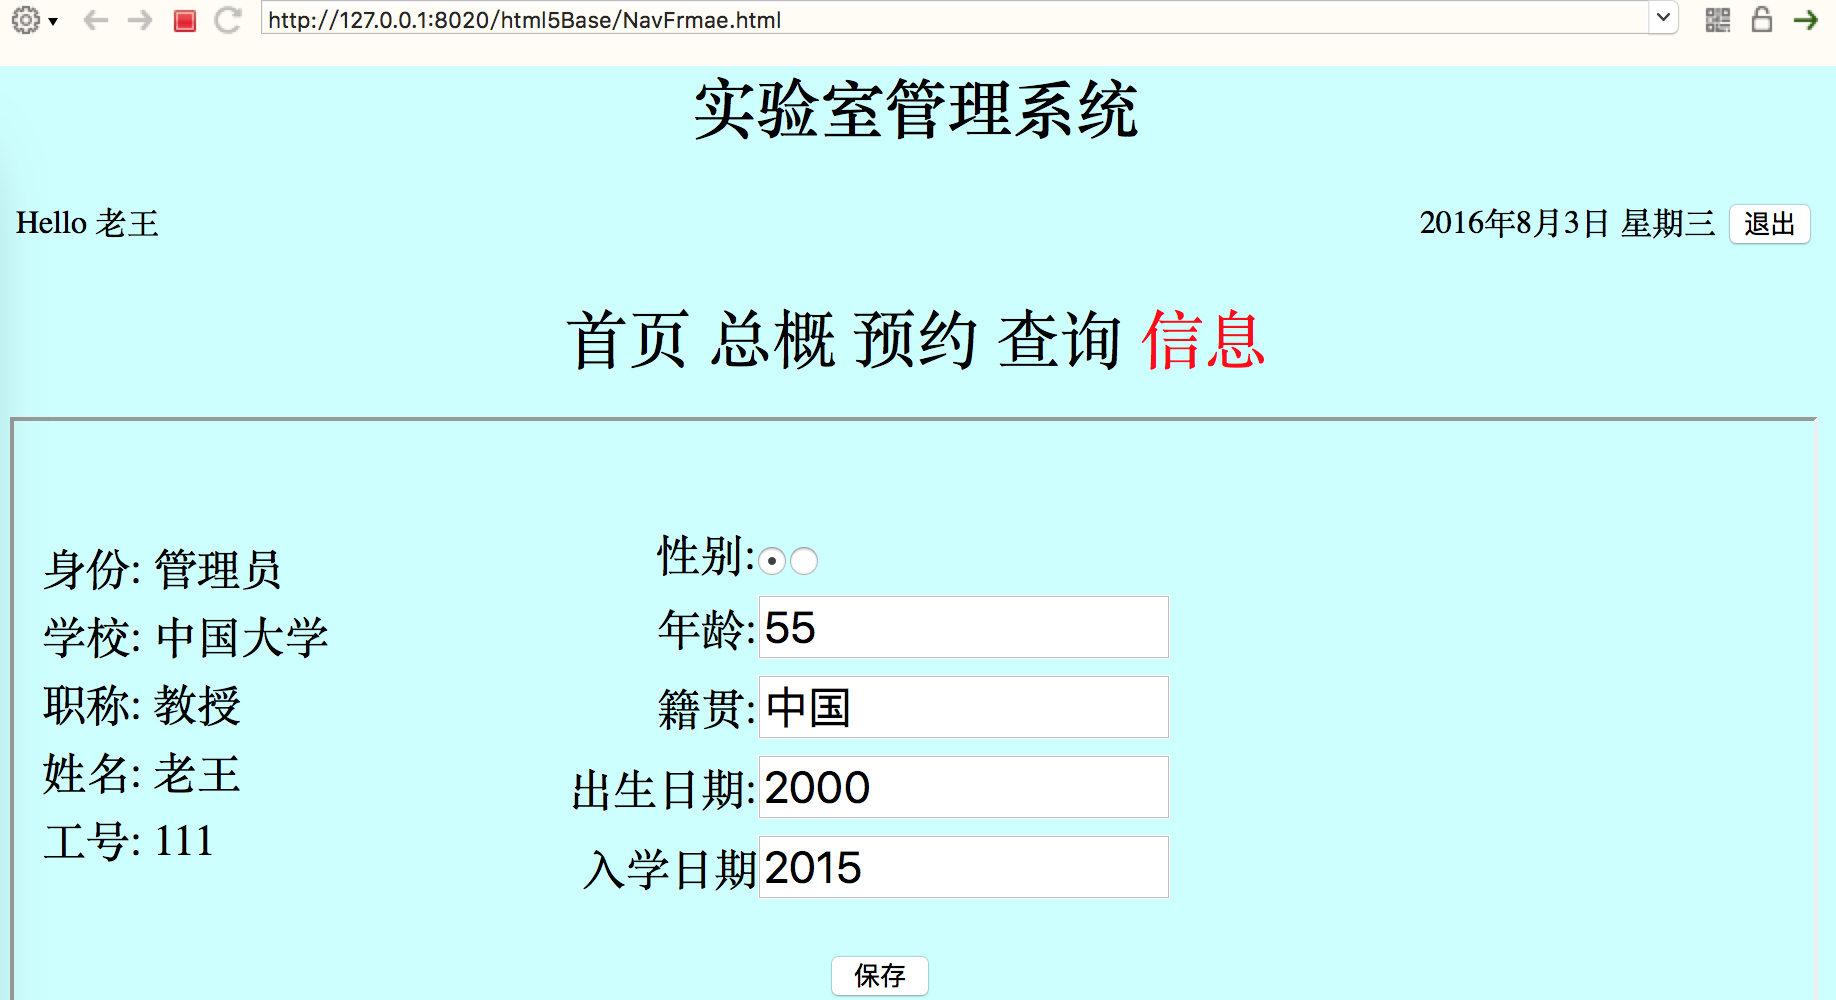 http://127.0.0.1:8020/html5Base/NavFrmae.html
实验室管理系统
Hello 老王
2016年8月3日 星期三 退出
首页 总概 预约 查询 信息
身份: 管理员
学校: 中国大学
职称: 教授
姓名: 老王
工号: 111
性别:
年龄: 55
籍贯: 中国
出生日期: 2000
入学日期 2015
保存